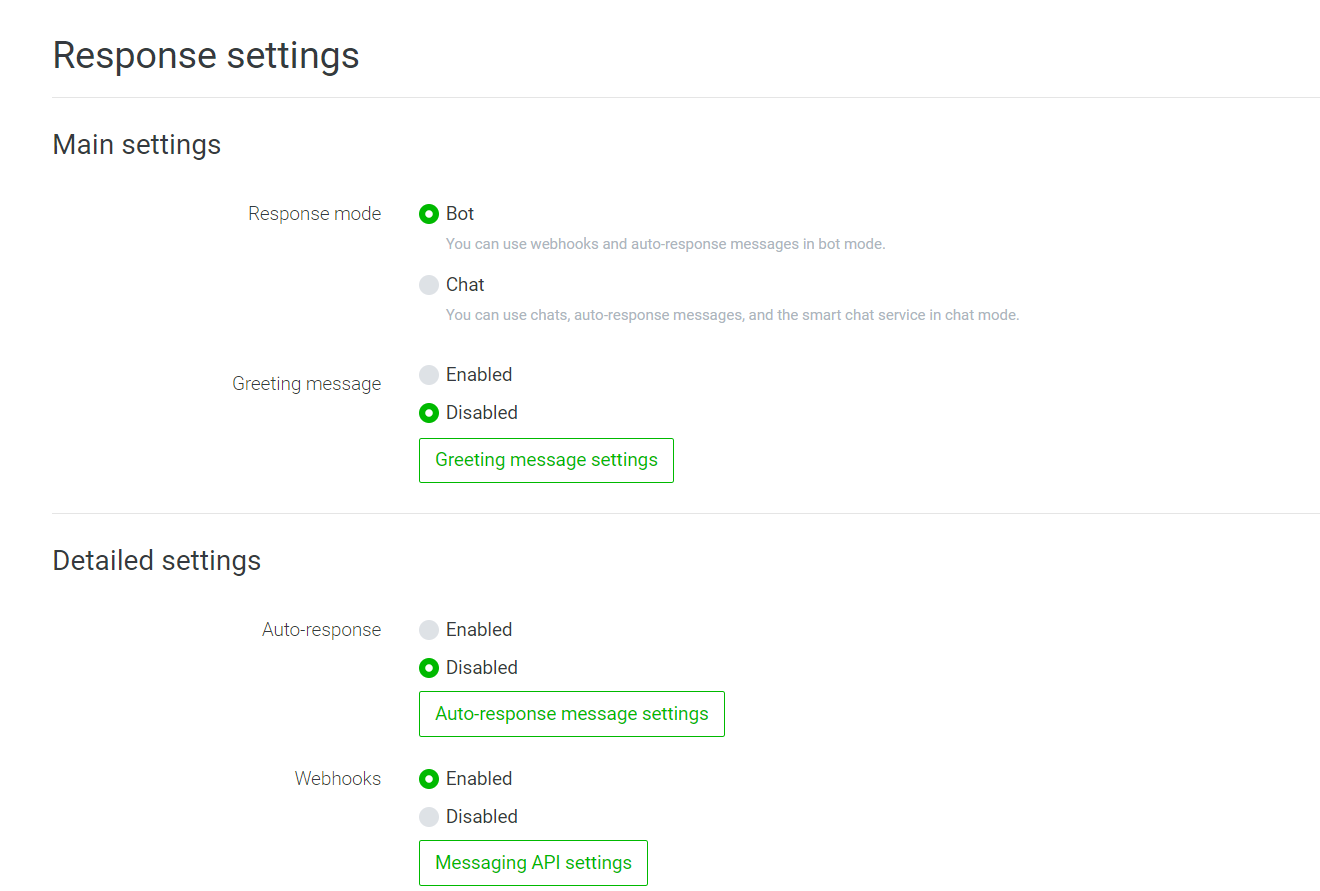 Response settings
Main settings
Response mode
Bot
You can use webhooks and auto-response messages in bot mode.
Chat
You can use chats, auto-response messages, and the smart chat service in chat mode.
Greeting message
Enabled
Disabled
Greeting message settings
Detailed settings
Auto-response
Enabled
Disabled
Auto-response message settings
Webhooks
Enabled
Disabled
Messaging API settings